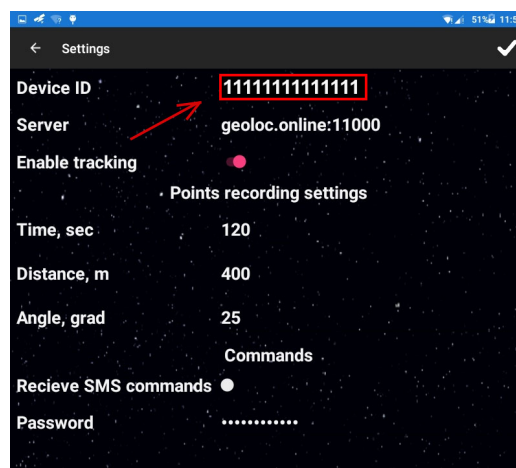 51% 11:5
Settings
Device ID 11111111111111
Server geoloc.online:11000
Enable tracking
Points recording settings
Time, sec 120
Distance, m 400
Angle, grad 25
Commands
Recieve SMS commands
Password ••••••••••••